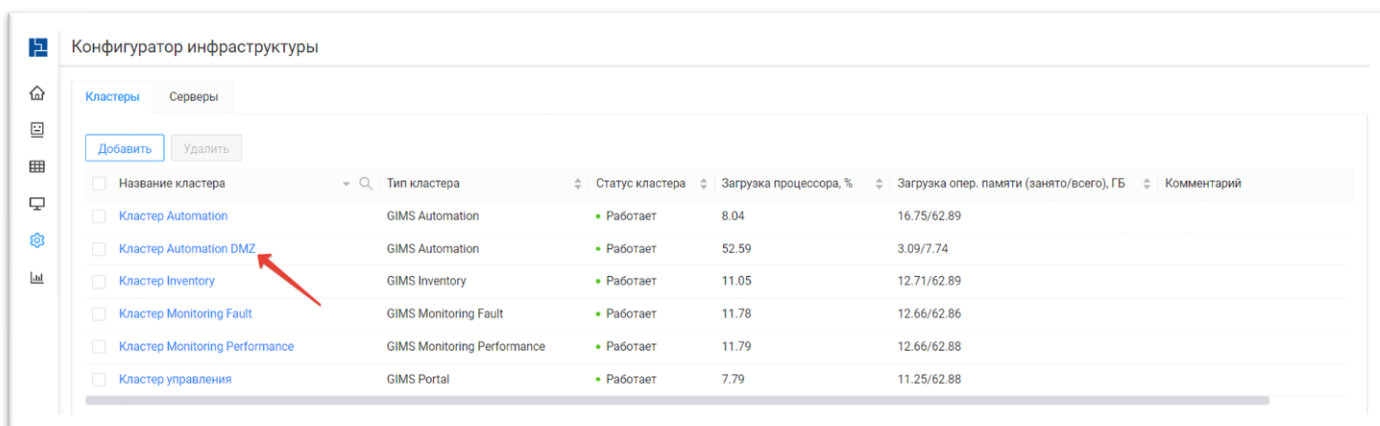 Конфигуратор инфраструктуры
Кластеры Серверы
Добавить Удалить
Название кластера Тип кластера Статус кластера Загрузка процессора, % Загрузка опер. памяти (занято/всего), ГБ Комментарий
Кластер Automation GIMS Automation Работает 8.04 16.75/62.89
Кластер Automation DMZ GIMS Automation Работает 52.59 3.09/7.74
Кластер Inventory GIMS Inventory Работает 11.05 12.71/62.89
Кластер Monitoring Fault GIMS Monitoring Fault Работает 11.78 12.66/62.86
Кластер Monitoring Performance GIMS Monitoring Performance Работает 11.79 12.66/62.88
Кластер управления GIMS Portal Работает 7.79 11.25/62.88